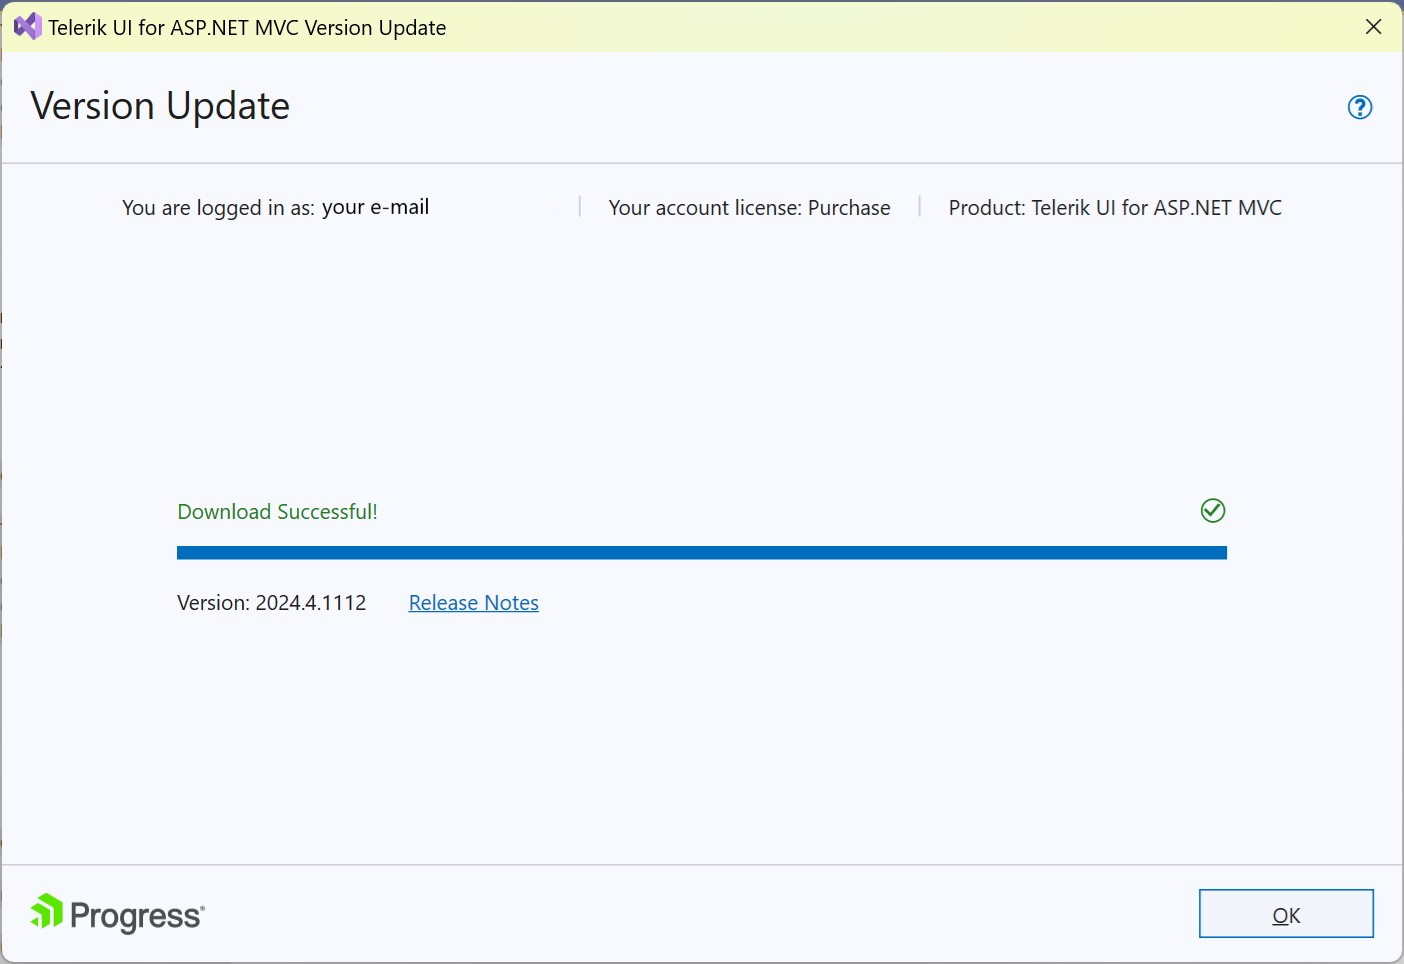 Telerik UI for ASP.NET MVC Version Update
Version Update
You are logged in as: your e-mail
Your account license: Purchase
Product: Telerik UI for ASP.NET MVC
Download Successful!
Version: 2024.4.1112
Release Notes
Progress®
OK